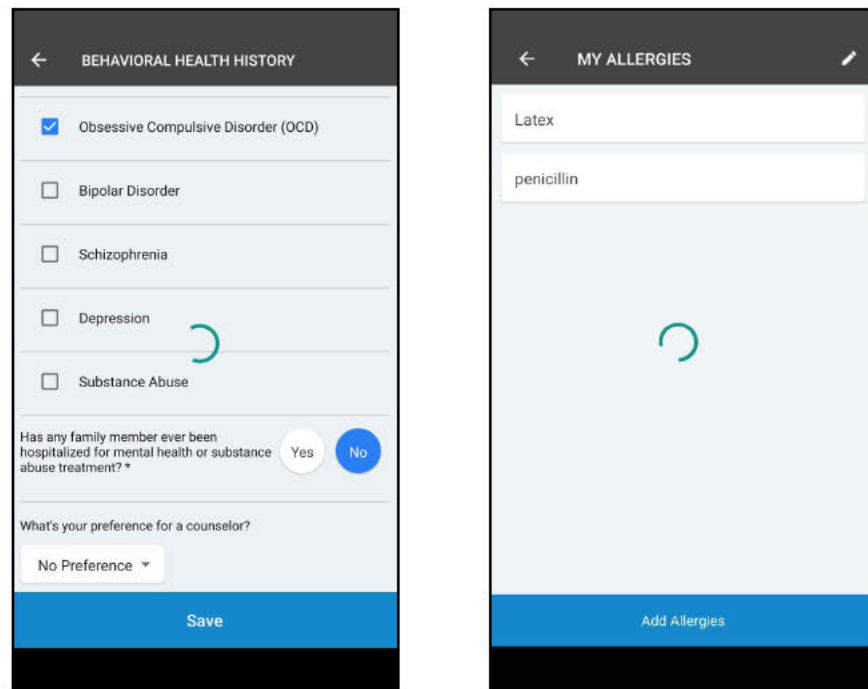 BEHAVIORAL HEALTH HISTORY
Obsessive Compulsive Disorder (OCD)
Bipolar Disorder
Schizophrenia
Depression
Substance Abuse
Has any family member ever been
hospitalized for mental health or substance
abuse treatment? *
Yes
No
What's your preference for a counselor?
No Preference
Save
MY ALLERGIES
Latex
penicillin
Add Allergies